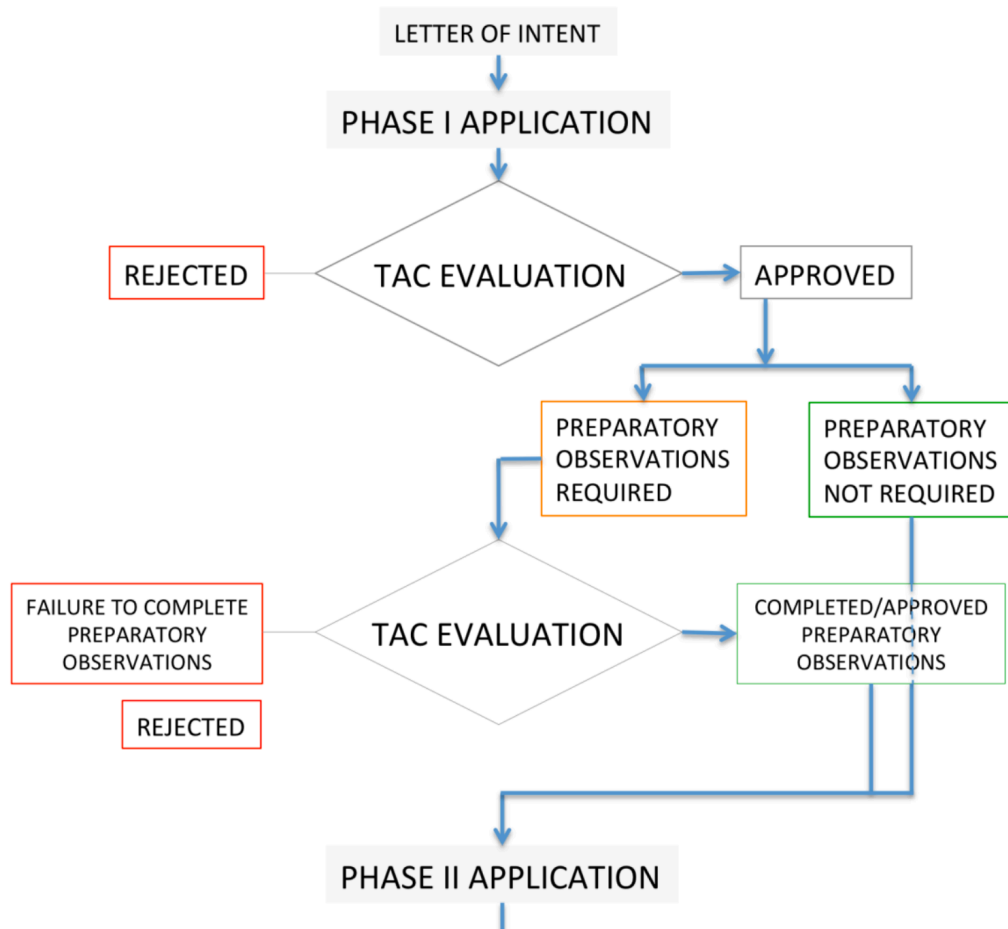 LETTER OF INTENT
PHASE I APPLICATION
REJECTED
TAC EVALUATION
APPROVED
PREPARATORY
OBSERVATIONS
REQUIRED
PREPARATORY
OBSERVATIONS
NOT REQUIRED
FAILURE TO COMPLETE
PREPARATORY
OBSERVATIONS
TAC EVALUATION
COMPLETED/APPROVED
PREPARATORY
OBSERVATIONS
REJECTED
PHASE II APPLICATION